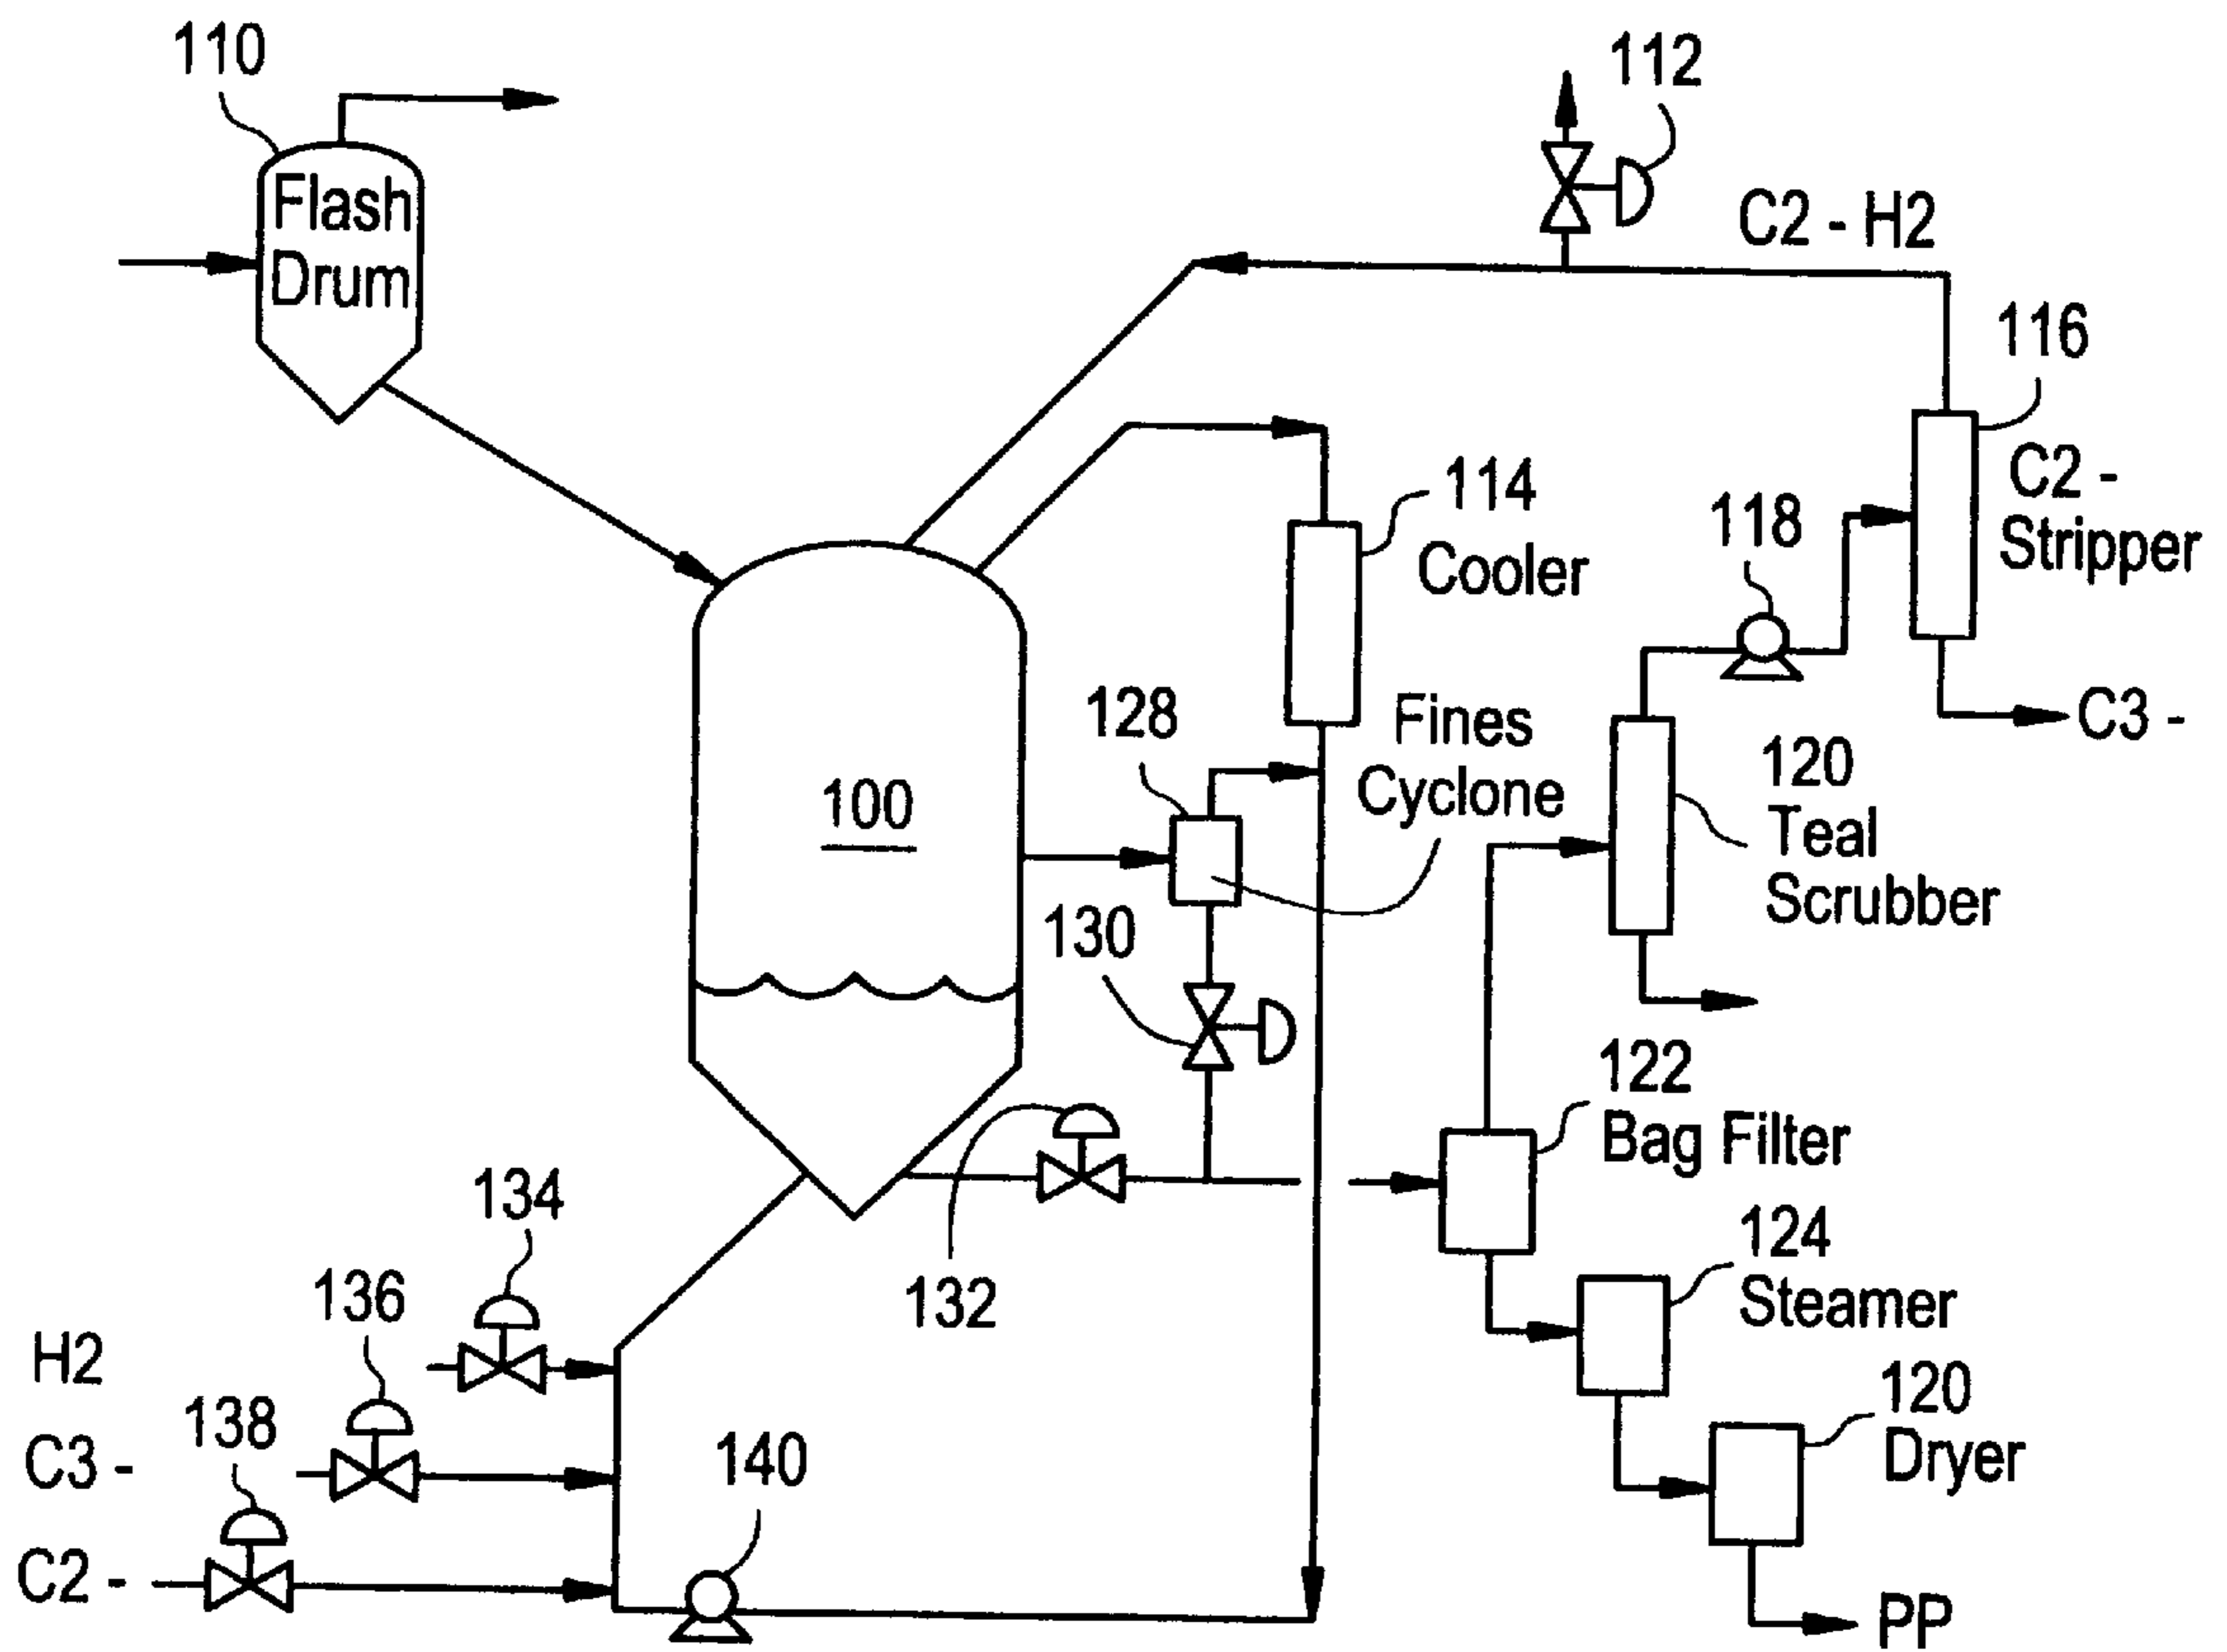 110
Flash
Drum
112
C2 - H2
116
C2 -
Stripper
114
Cooler
118
C3 -
128
Fines
Cyclone
120
Teal
Scrubber
100
130
122
Bag Filter
132
124
Steamer
134
136
H2
138
C3 -
140
120
Dryer
C2 -
PP